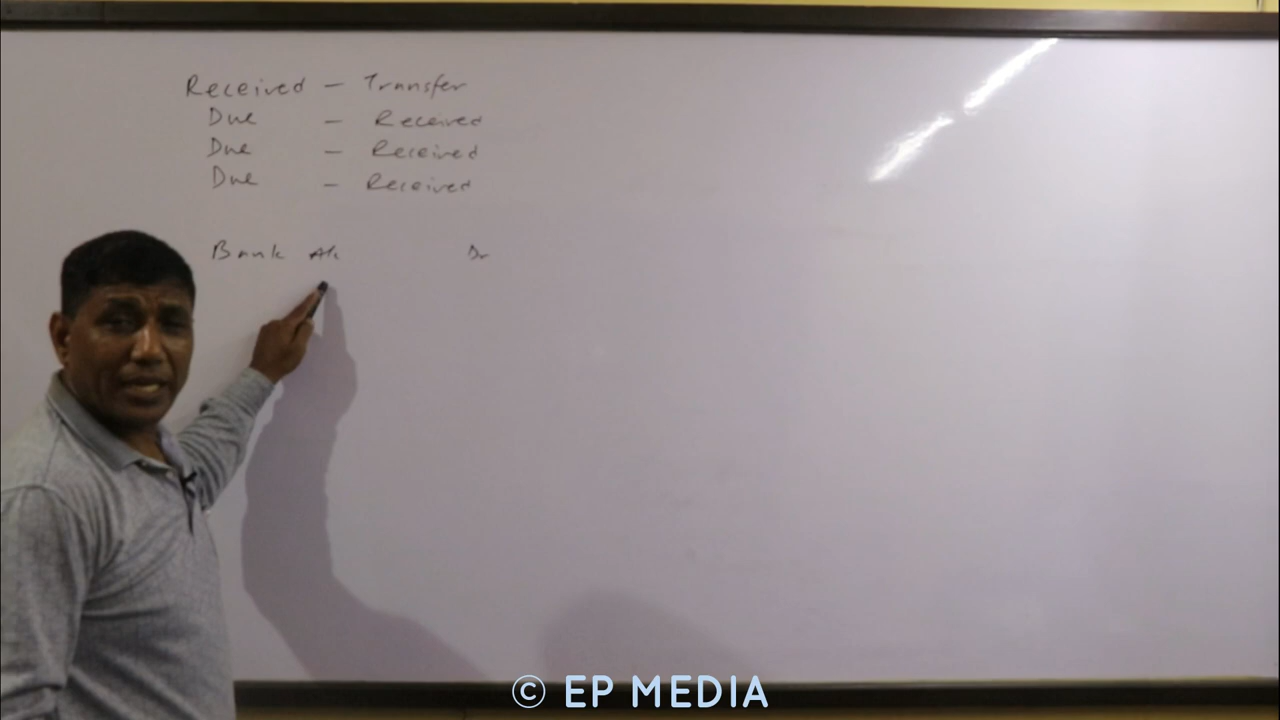 Received - Transfer
Due - Received
Due - Received
Due - Received
Bank A/c Dr
© EP MEDIA